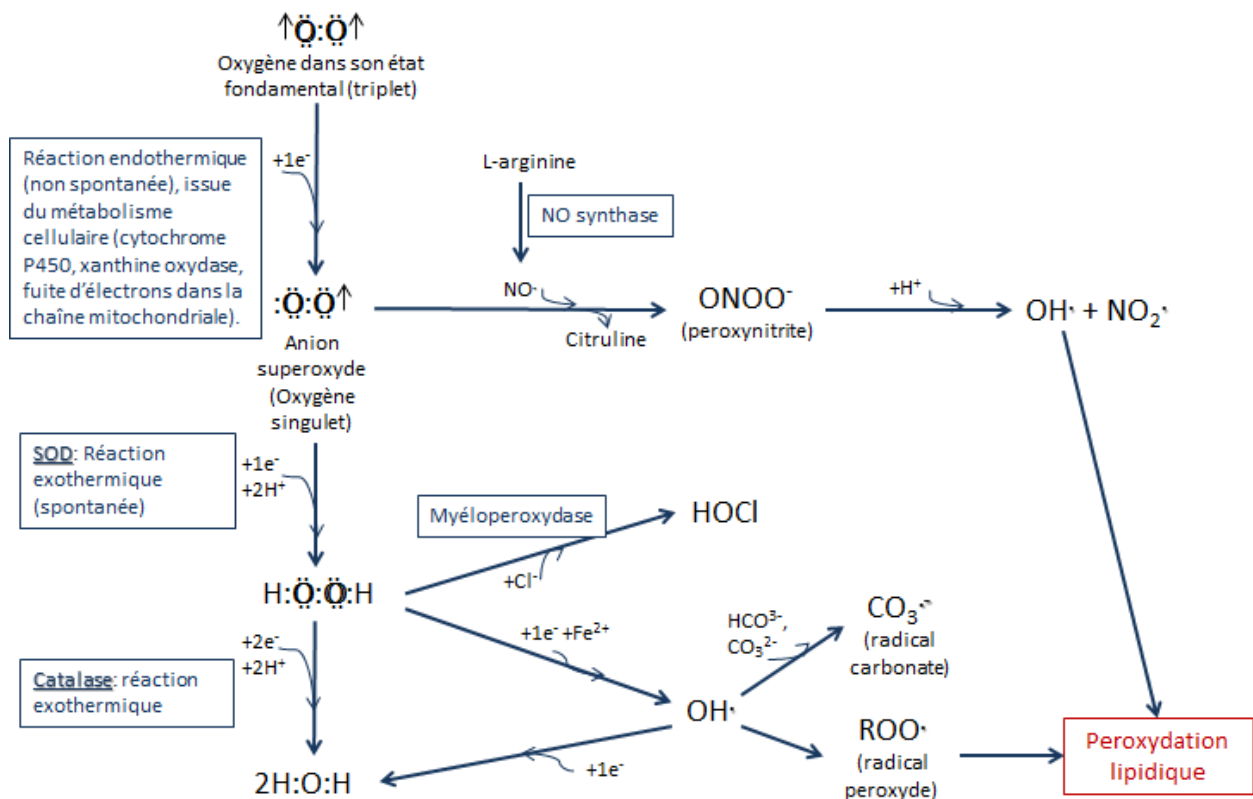 ↑Ö:Ö↑
Oxygène dans son état
fondamental (triplet)
Réaction endothermique
(non spontanée), issue
du métabolisme
cellulaire (cytochrome
P450, xanthine oxydase,
fuite d’électrons dans la
chaîne mitochondriale).
+1e⁻
L-arginine
NO synthase
:Ö:Ö↑
Anion
superoxyde
(Oxygène
singulet)
NO·
Citruline
ONOO⁻
(peroxynitrite)
+H⁺
OH· + NO₂·
SOD: Réaction
exothermique
(spontanée)
+1e⁻
+2H⁺
Myéloperoxydase
HOCl
+Cl⁻
H:Ö:Ö:H
+1e⁻ +Fe²⁺
HCO³⁻,
CO₃²⁻
CO₃·⁻
(radical
carbonate)
Catalase: réaction
exothermique
+2e⁻
+2H⁺
OH·
ROO·
(radical
peroxyde)
Peroxydation
lipidique
+1e⁻
2H:O:H